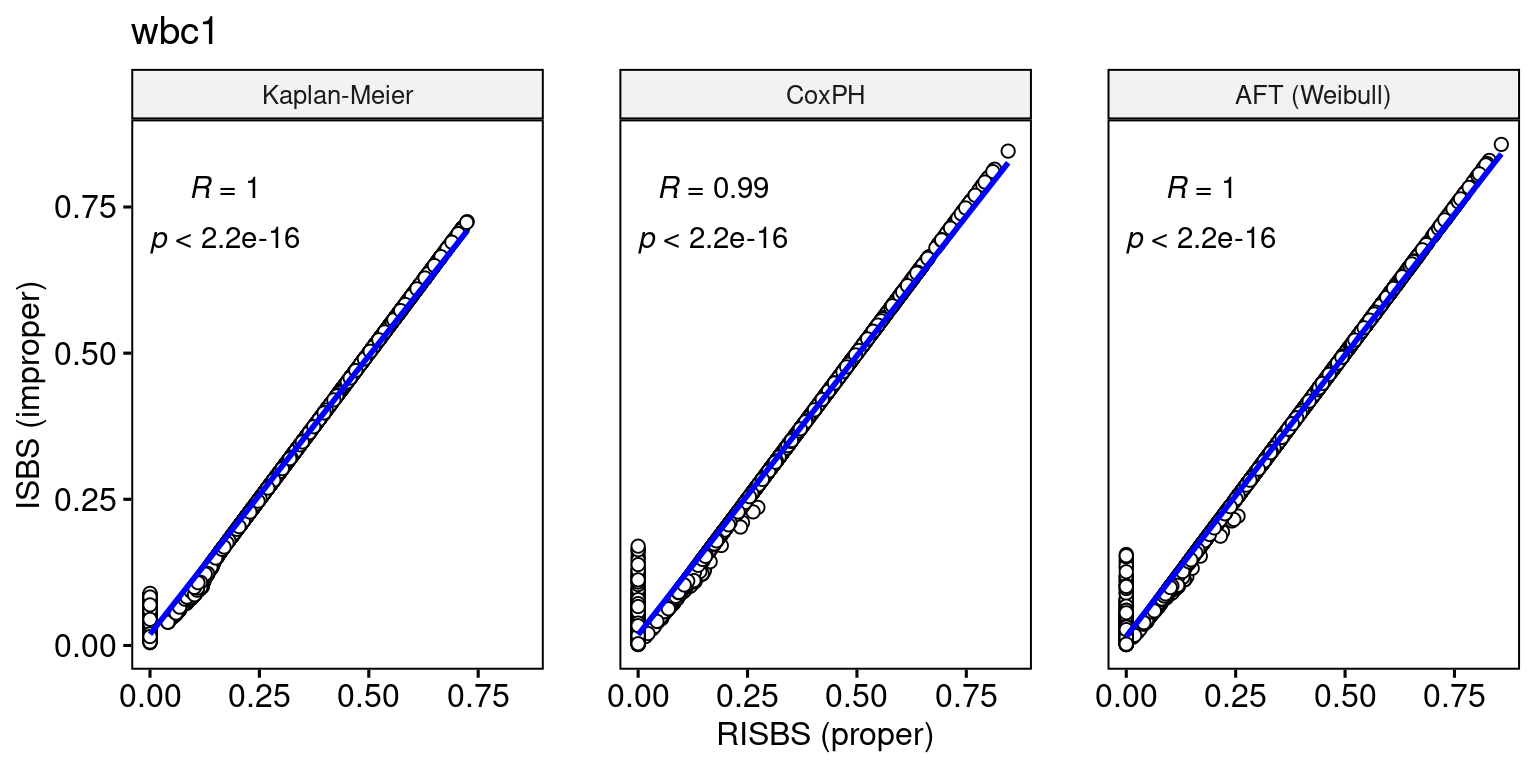 wbc1
Kaplan-Meier
CoxPH
AFT (Weibull)
R = 1
p < 2.2e-16
R = 0.99
p < 2.2e-16
R = 1
p < 2.2e-16
ISBS (improper)
0.75
0.50
0.25
0.00
0.00 0.25 0.50 0.75
0.00 0.25 0.50 0.75
0.00 0.25 0.50 0.75
RISBS (proper)